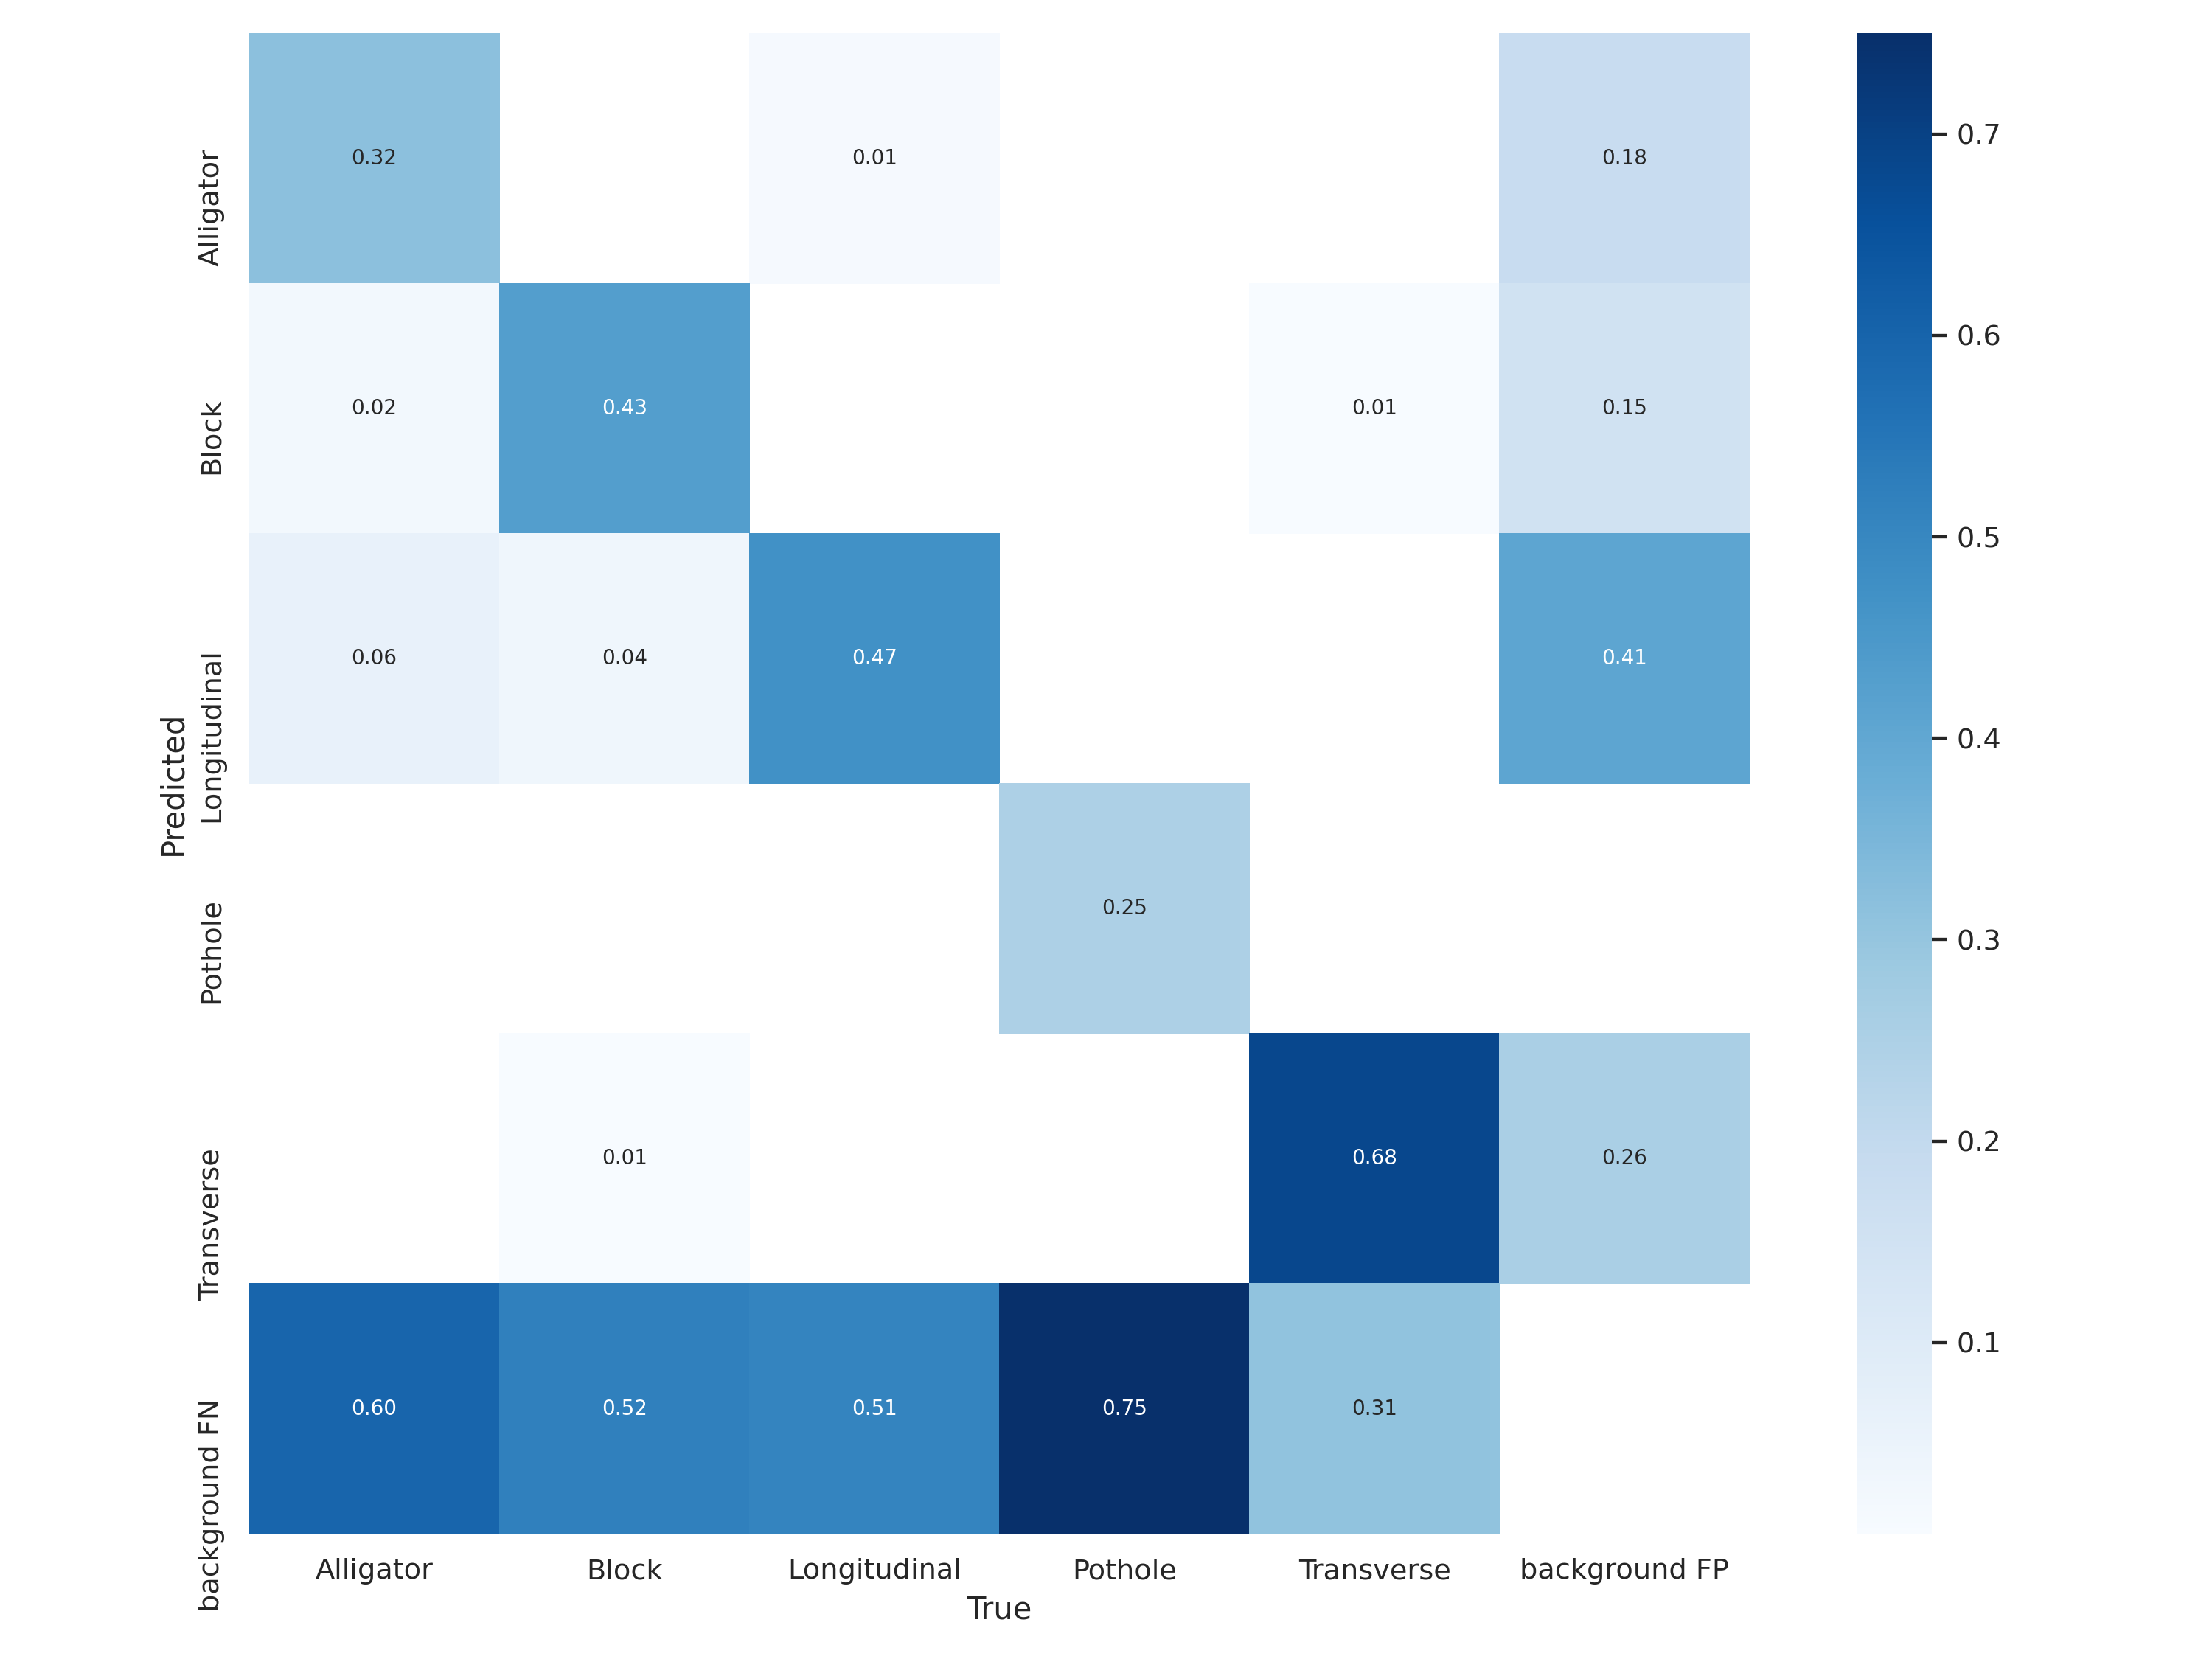 Predicted
Alligator
0.32
0.01
0.18
Block
0.02
0.43
0.01
0.15
Longitudinal
0.06
0.04
0.47
0.41
Pothole
0.25
Transverse
0.01
0.68
0.26
background FN
0.60
0.52
0.51
0.75
0.31
Alligator
Block
Longitudinal
Pothole
Transverse
background FP
True
0.7
0.6
0.5
0.4
0.3
0.2
0.1